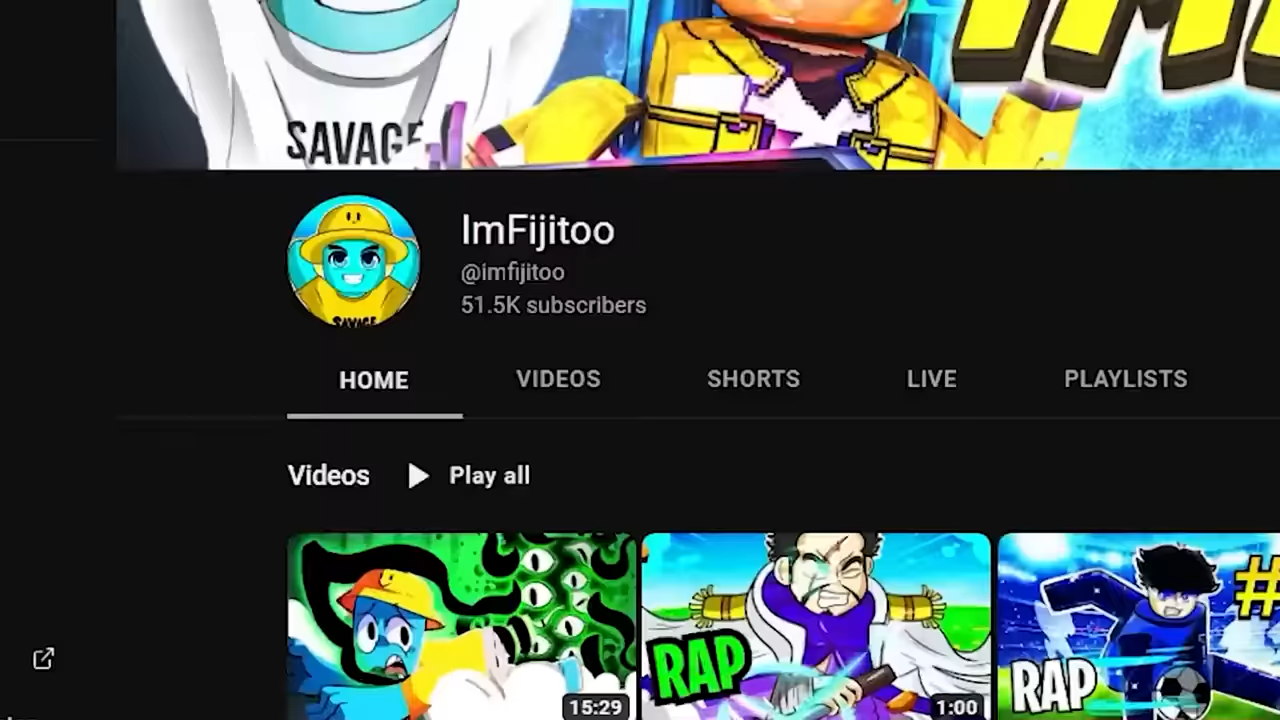 SAVAGE
ImFijitoo
@imfijitoo
51.5K subscribers
SAVAGE
HOME VIDEOS SHORTS LIVE PLAYLISTS
Videos Play all
15:29
RAP
1:00
RAP
#